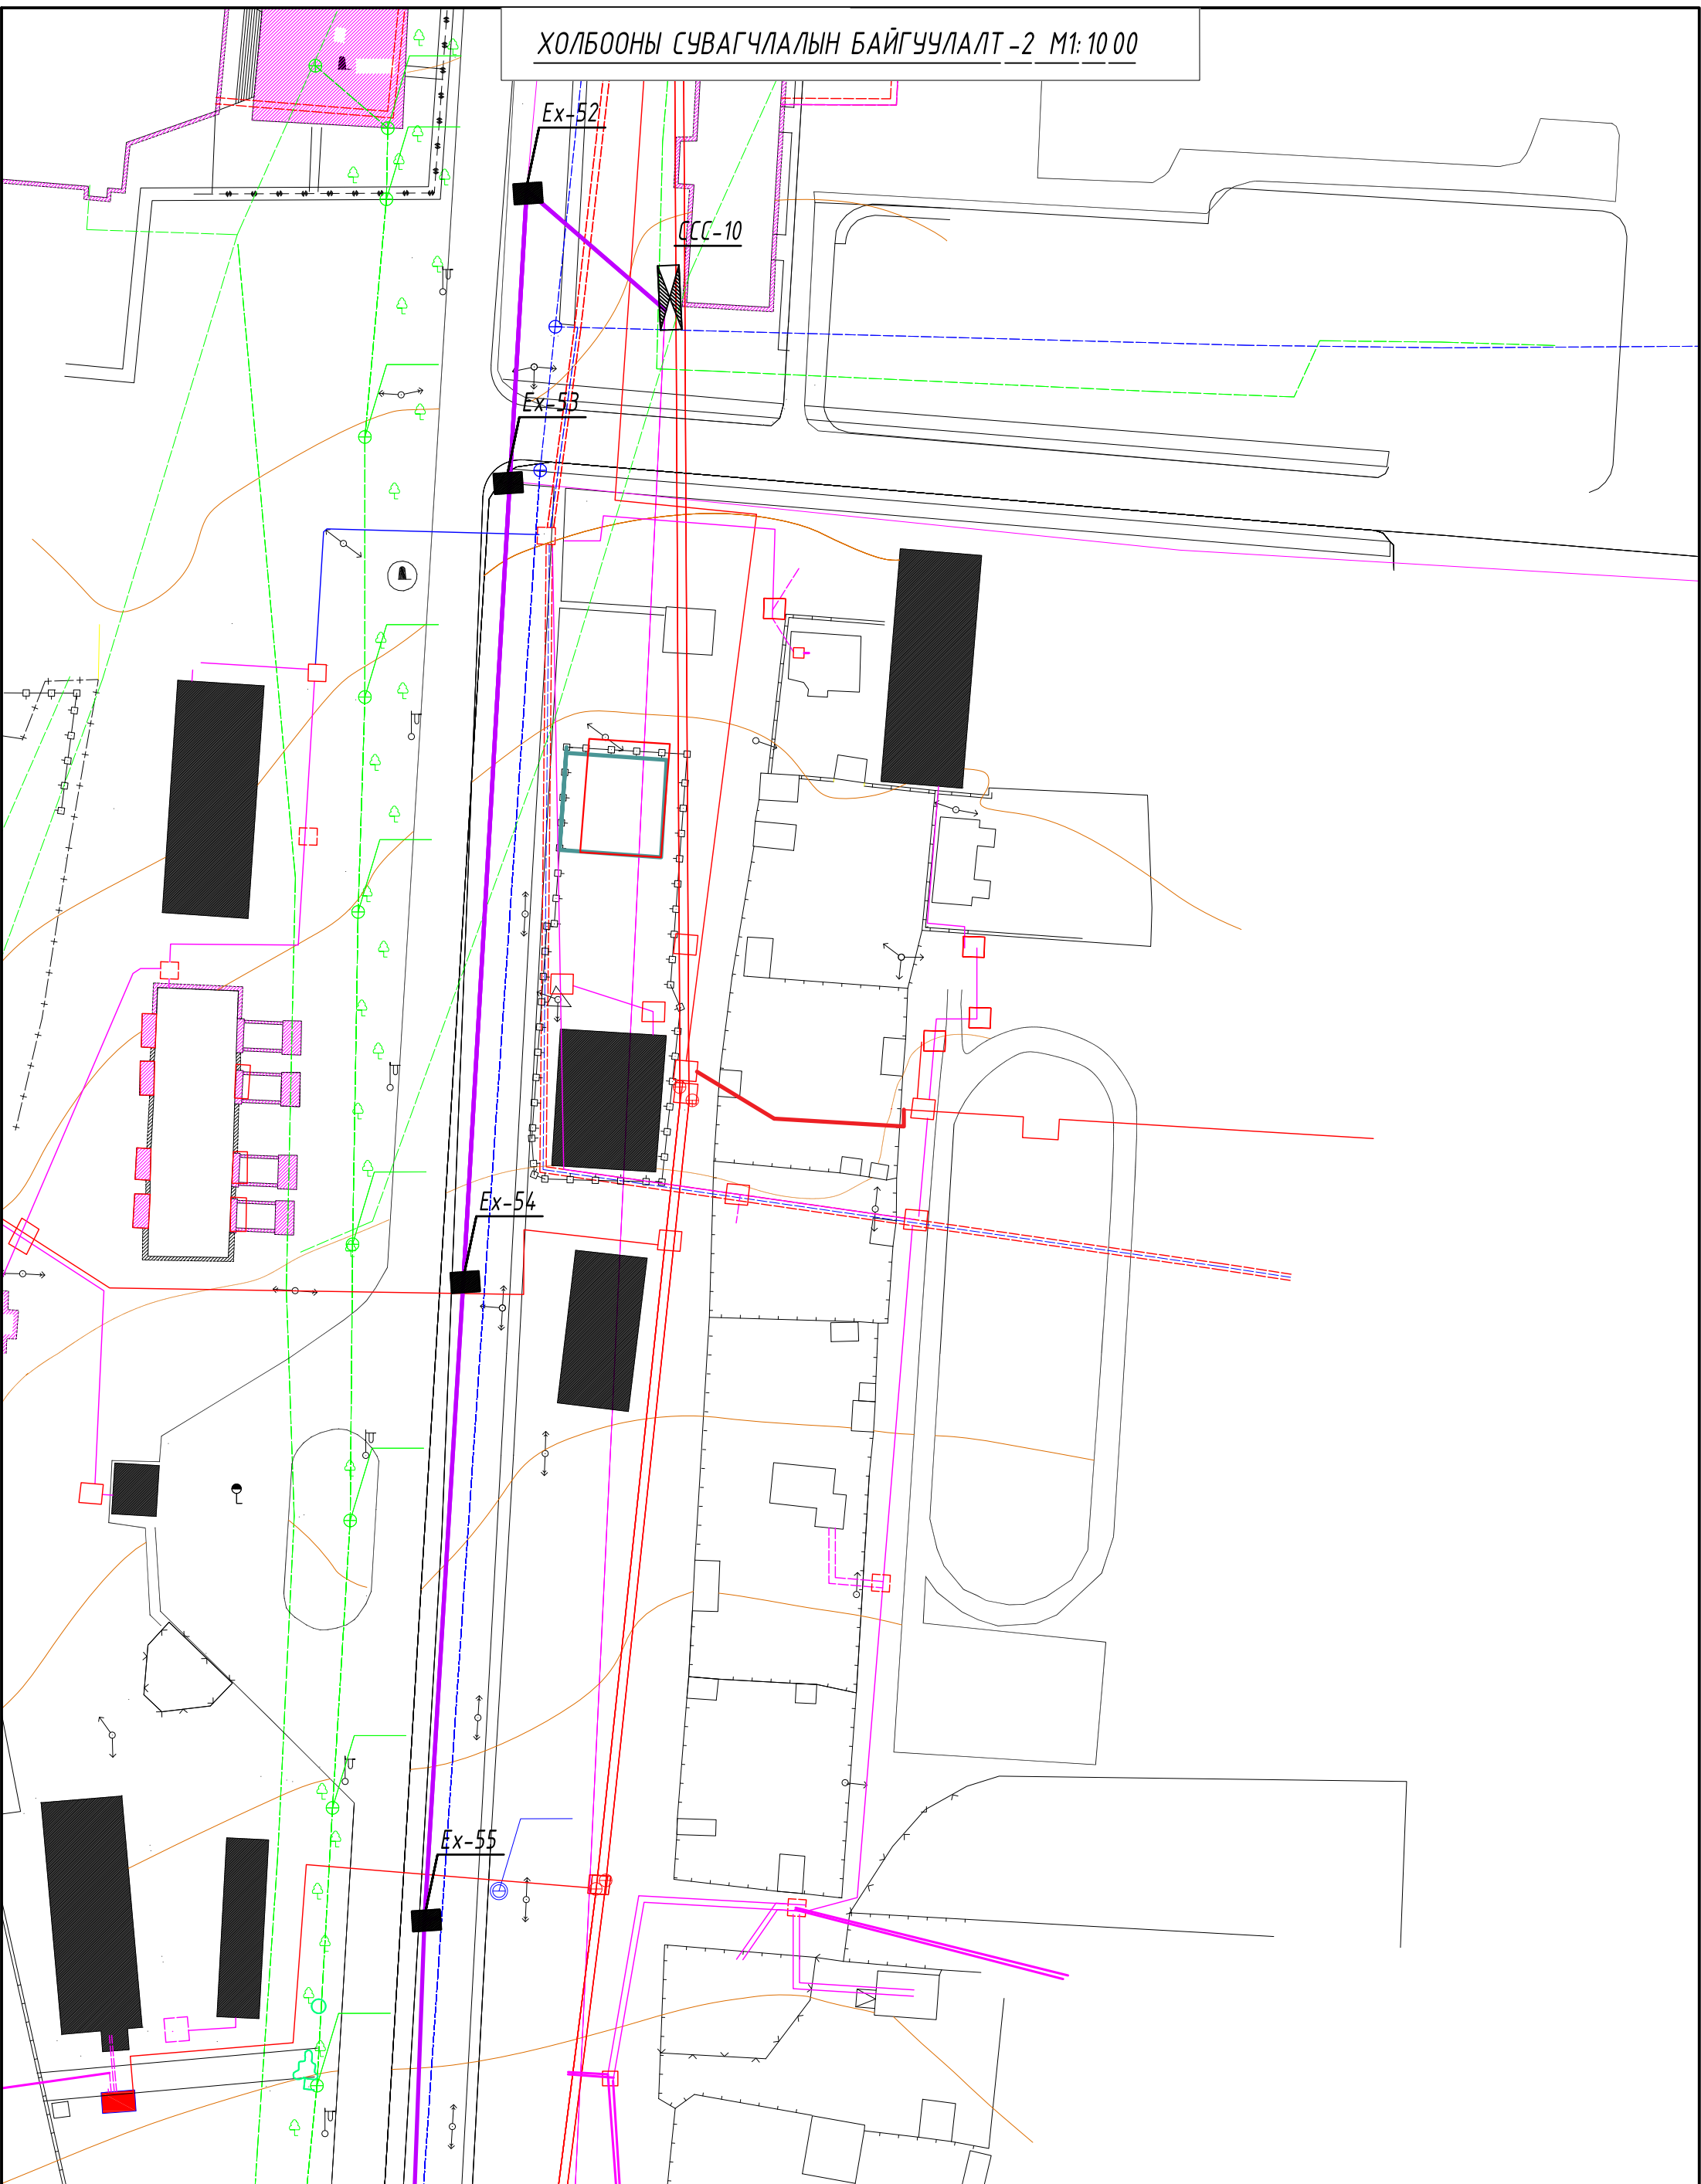 ХОЛБООНЫ СУВАГЧЛАЛЫН БАЙГУУЛАЛТ-2 М1:1000
Ex-52
ССС-10
Ex-53
Ex-54
Ex-55